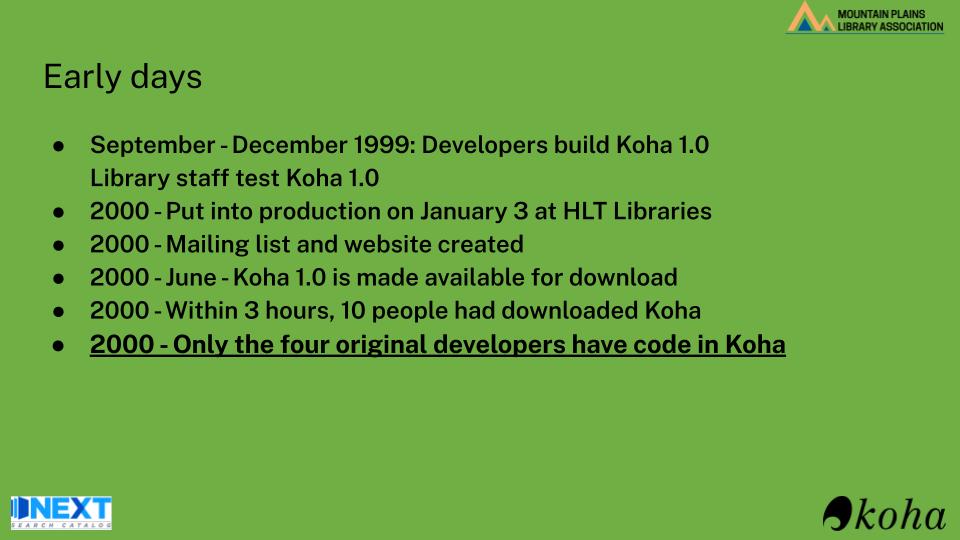 MOUNTAIN PLAINS
LIBRARY ASSOCIATION
Early days
● September - December 1999: Developers build Koha 1.0
Library staff test Koha 1.0
● 2000 - Put into production on January 3 at HLT Libraries
● 2000 - Mailing list and website created
● 2000 - June - Koha 1.0 is made available for download
● 2000 - Within 3 hours, 10 people had downloaded Koha
● 2000 - Only the four original developers have code in Koha
NEXT
SEARCH CATALOG
koha